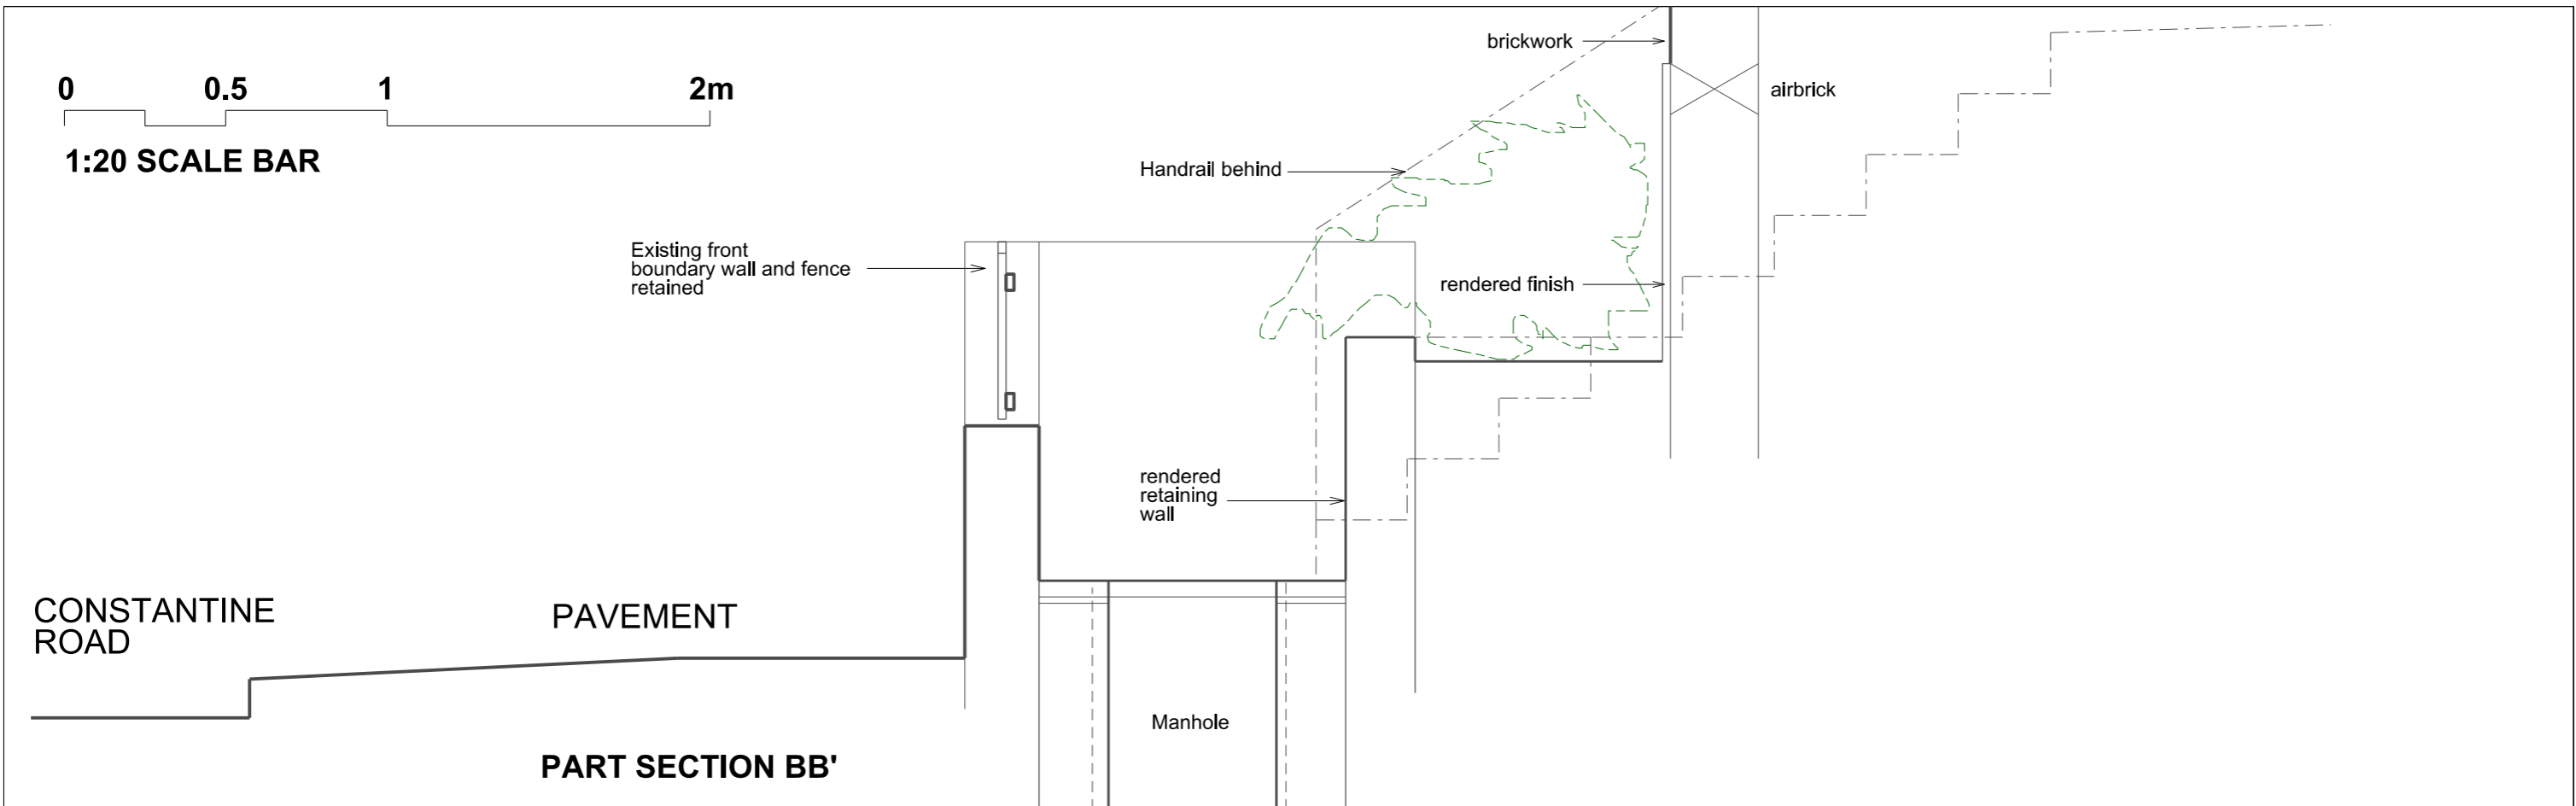 0 0.5 1 2m
1:20 SCALE BAR
brickwork
airbrick
Handrail behind
Existing front
boundary wall and fence
retained
rendered finish
rendered
retaining
wall
CONSTANTINE
ROAD
PAVEMENT
Manhole
PART SECTION BB'